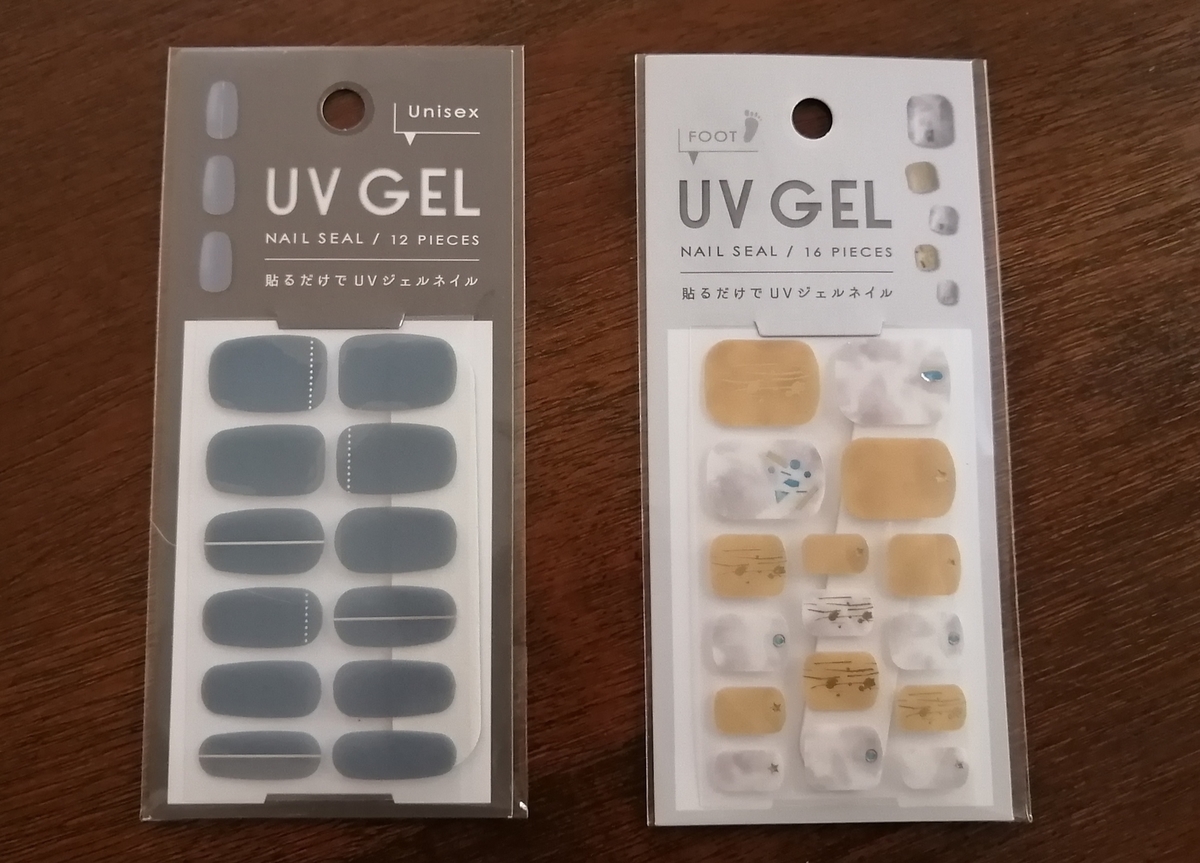 Unisex
UV GEL
NAIL SEAL / 12 PIECES
貼るだけでUVジェルネイル
FOOT
UV GEL
NAIL SEAL / 16 PIECES
貼るだけでUVジェルネイル